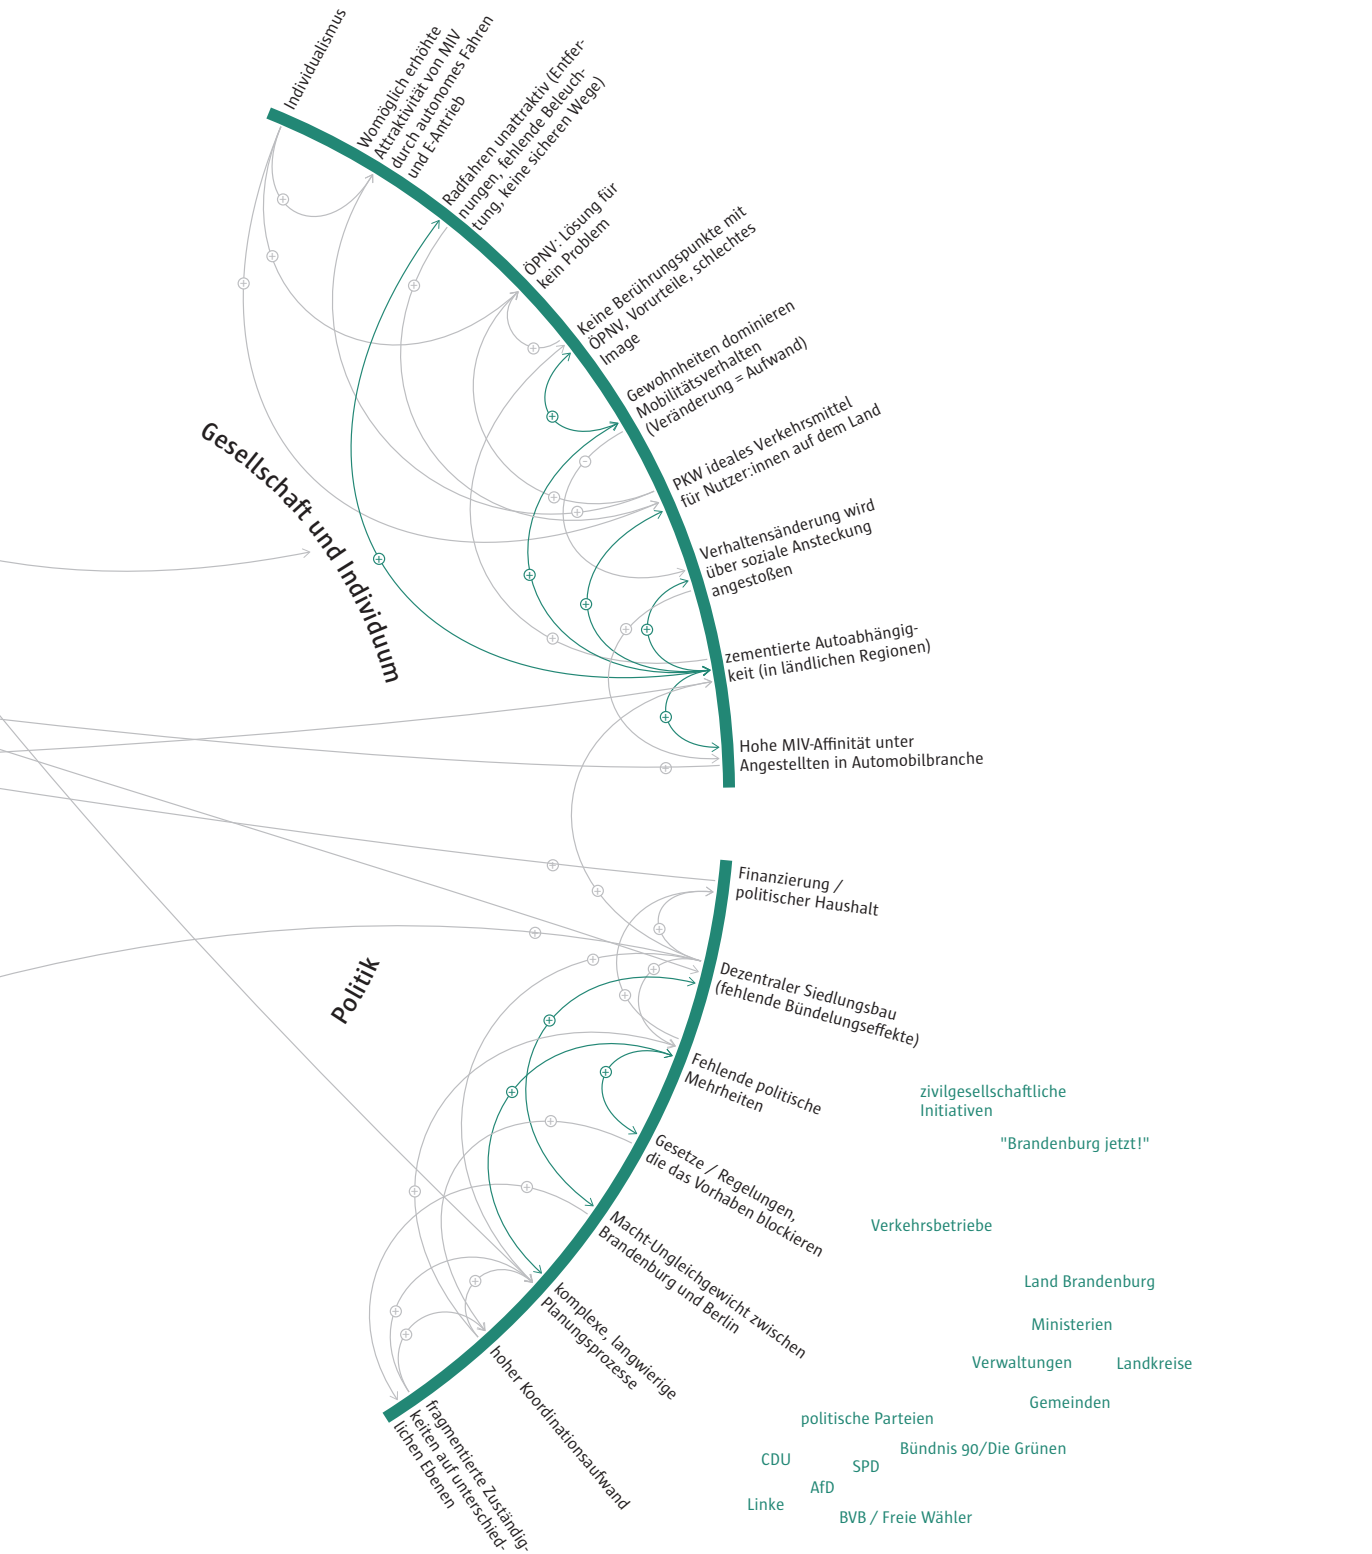 Individualismus
Womöglich erhöhte
Attraktivität von MIV
durch autonomes Fahren
und E-Antrieb
Radfahren unattraktiv (Entfer-
nungen, fehlende Beleuch-
tung, keine sicheren Wege)
ÖPNV: Lösung für
kein Problem
Keine Berührungspunkte mit
ÖPNV, Vorurteile, schlechtes
Image
Gewohnheiten dominieren
Mobilitätsverhalten
(Veränderung = Aufwand)
PKW ideales Verkehrsmittel
für Nutzer:innen auf dem Land
Verhaltensänderung wird
über soziale Ansteckung
angestoßen
zementierte Autoabhängig-
keit (in ländlichen Regionen)
Hohe MIV-Affinität unter
Angestellten in Automobilbranche
Gesellschaft und Individuum
Finanzierung /
politischer Haushalt
Dezentraler Siedlungsbau
(fehlende Bündelungseffekte)
Fehlende politische
Mehrheiten
Gesetze / Regelungen,
die das Vorhaben blockieren
Macht-Ungleichgewicht zwischen
Brandenburg und Berlin
komplexe, langwierige
Planungsprozesse
hoher Koordinationsaufwand
fragmentierte Zuständig-
keiten auf unterschied-
lichen Ebenen
Politik
zivilgesellschaftliche
Initiativen
"Brandenburg jetzt!"
Verkehrsbetriebe
Land Brandenburg
Ministerien
Verwaltungen
Landkreise
Gemeinden
politische Parteien
Bündnis 90/Die Grünen
CDU
SPD
AfD
Linke
BVB / Freie Wähler